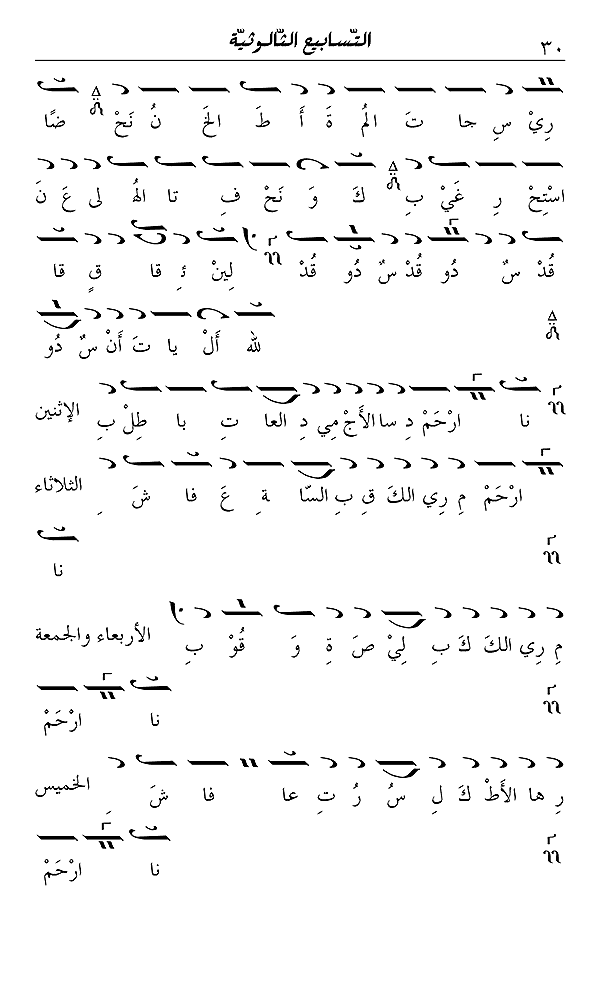 التّسابيح الثّالوثيّة ٣٠
ضًا نَحْ نُ الخَ طَ أَ ةَ المُ تَ جا سِ رِيْ
نَ عَ لى الهُ تا فِ نَحْ وَ كَ بِ غَيْ رِ اسْتِحْ
قا قٍ قا ئِ لِينْ قُدْ دُو سٌ قُدْ دُو سٌ قُدْ
دُو سٌ أَنْ تَ يا أَلْ لله
الإثنين بِ طِلْ با تِ العا دِ مِي الأَجْ سا دِ ارْحَمْ نا
الثلاثاء ـِ شَ فا عَ ةِ السّا بِ قِ الكَ رِي مِ ارْحَمْ
نا
الأربعاء والجمعة بِ قُوْ وَ ةِ صَ لِيْ بِ كَ الكَ رِي مِ
ارْحَمْ نا
الخميس ـِ شَ فا عا تِ رُ سُ لِ كَ الأَطْ ها رِ
ارْحَمْ نا